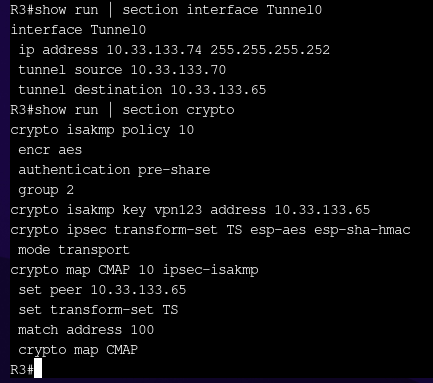 R3#show run | section interface Tunnel0
interface Tunnel0
 ip address 10.33.133.74 255.255.255.252
 tunnel source 10.33.133.70
 tunnel destination 10.33.133.65
R3#show run | section crypto
crypto isakmp policy 10
 encr aes
 authentication pre-share
 group 2
crypto isakmp key vpn123 address 10.33.133.65
crypto ipsec transform-set TS esp-aes esp-sha-hmac
 mode transport
crypto map CMAP 10 ipsec-isakmp
 set peer 10.33.133.65
 set transform-set TS
 match address 100
 crypto map CMAP
R3#